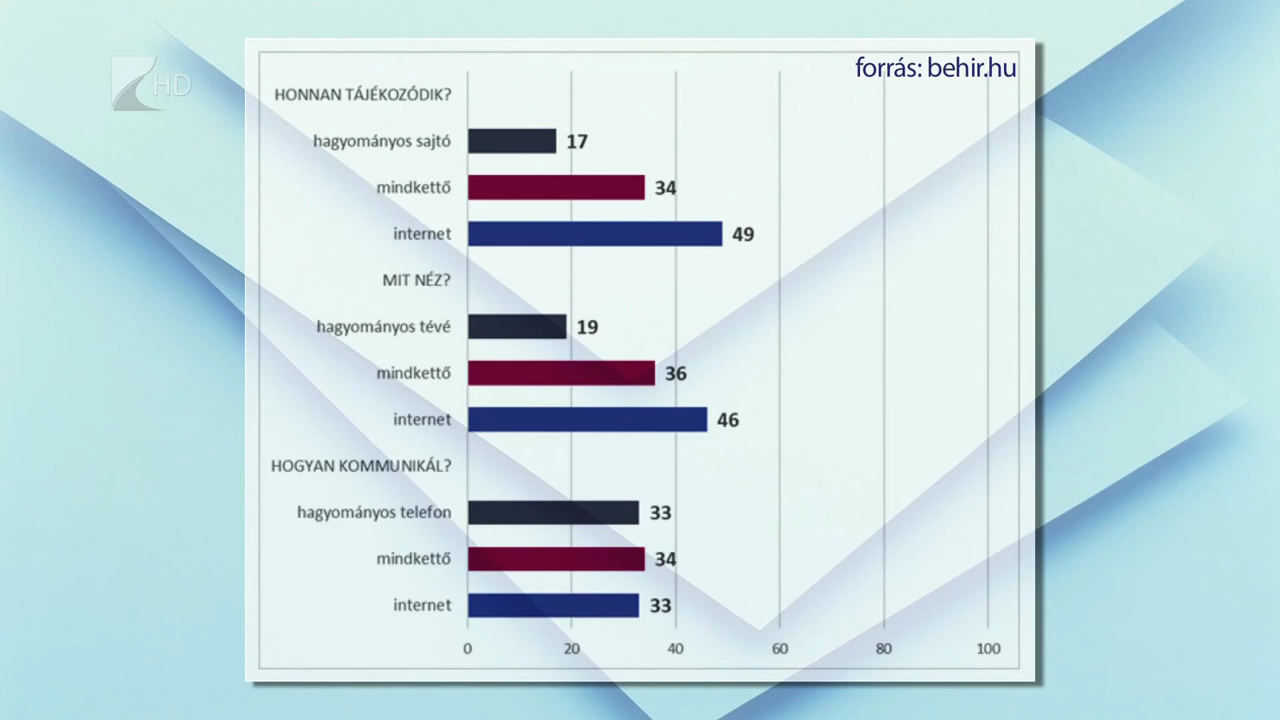 HD
forrás: behir.hu
HONNAN TÁJÉKOZÓDIK?
hagyományos sajtó 17
mindkettő 34
internet 49
MIT NÉZ?
hagyományos tévé 19
mindkettő 36
internet 46
HOGYAN KOMMUNIKÁL?
hagyományos telefon 33
mindkettő 34
internet 33
0 20 40 60 80 100